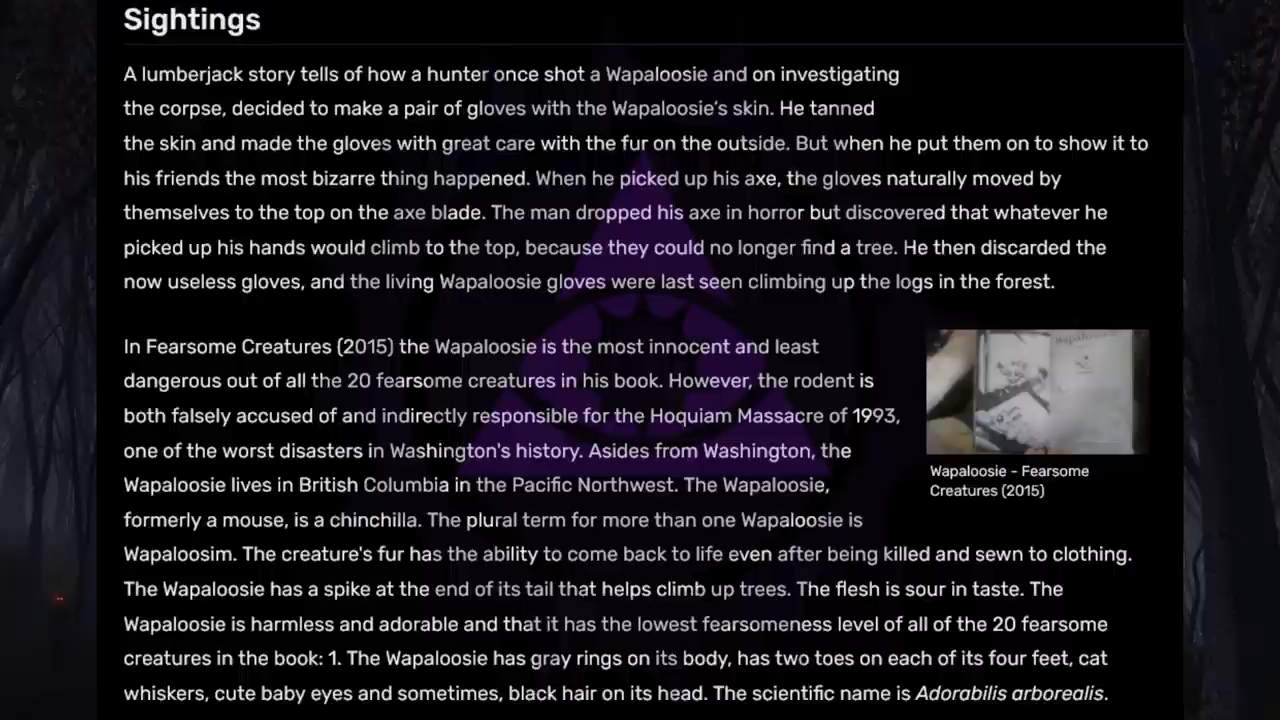 Sightings
A lumberjack story tells of how a hunter once shot a Wapaloosie and on investigating
the corpse, decided to make a pair of gloves with the Wapaloosie's skin. He tanned
the skin and made the gloves with great care with the fur on the outside. But when he put them on to show it to
his friends the most bizarre thing happened. When he picked up his axe, the gloves naturally moved by
themselves to the top on the axe blade. The man dropped his axe in horror but discovered that whatever he
picked up his hands would climb to the top, because they could no longer find a tree. He then discarded the
now useless gloves, and the living Wapaloosie gloves were last seen climbing up the logs in the forest.
In Fearsome Creatures (2015) the Wapaloosie is the most innocent and least
dangerous out of all the 20 fearsome creatures in his book. However, the rodent is
both falsely accused of and indirectly responsible for the Hoquiam Massacre of 1993,
one of the worst disasters in Washington's history. Asides from Washington, the
Wapaloosie lives in British Columbia in the Pacific Northwest. The Wapaloosie,
formerly a mouse, is a chinchilla. The plural term for more than one Wapaloosie is
Wapaloosim. The creature's fur has the ability to come back to life even after being killed and sewn to clothing.
The Wapaloosie has a spike at the end of its tail that helps climb up trees. The flesh is sour in taste. The
Wapaloosie is harmless and adorable and that it has the lowest fearsomeness level of all of the 20 fearsome
creatures in the book: 1. The Wapaloosie has gray rings on its body, has two toes on each of its four feet, cat
whiskers, cute baby eyes and sometimes, black hair on its head. The scientific name is Adorabilis arborealis.
Wapaloosie - Fearsome
Creatures (2015)